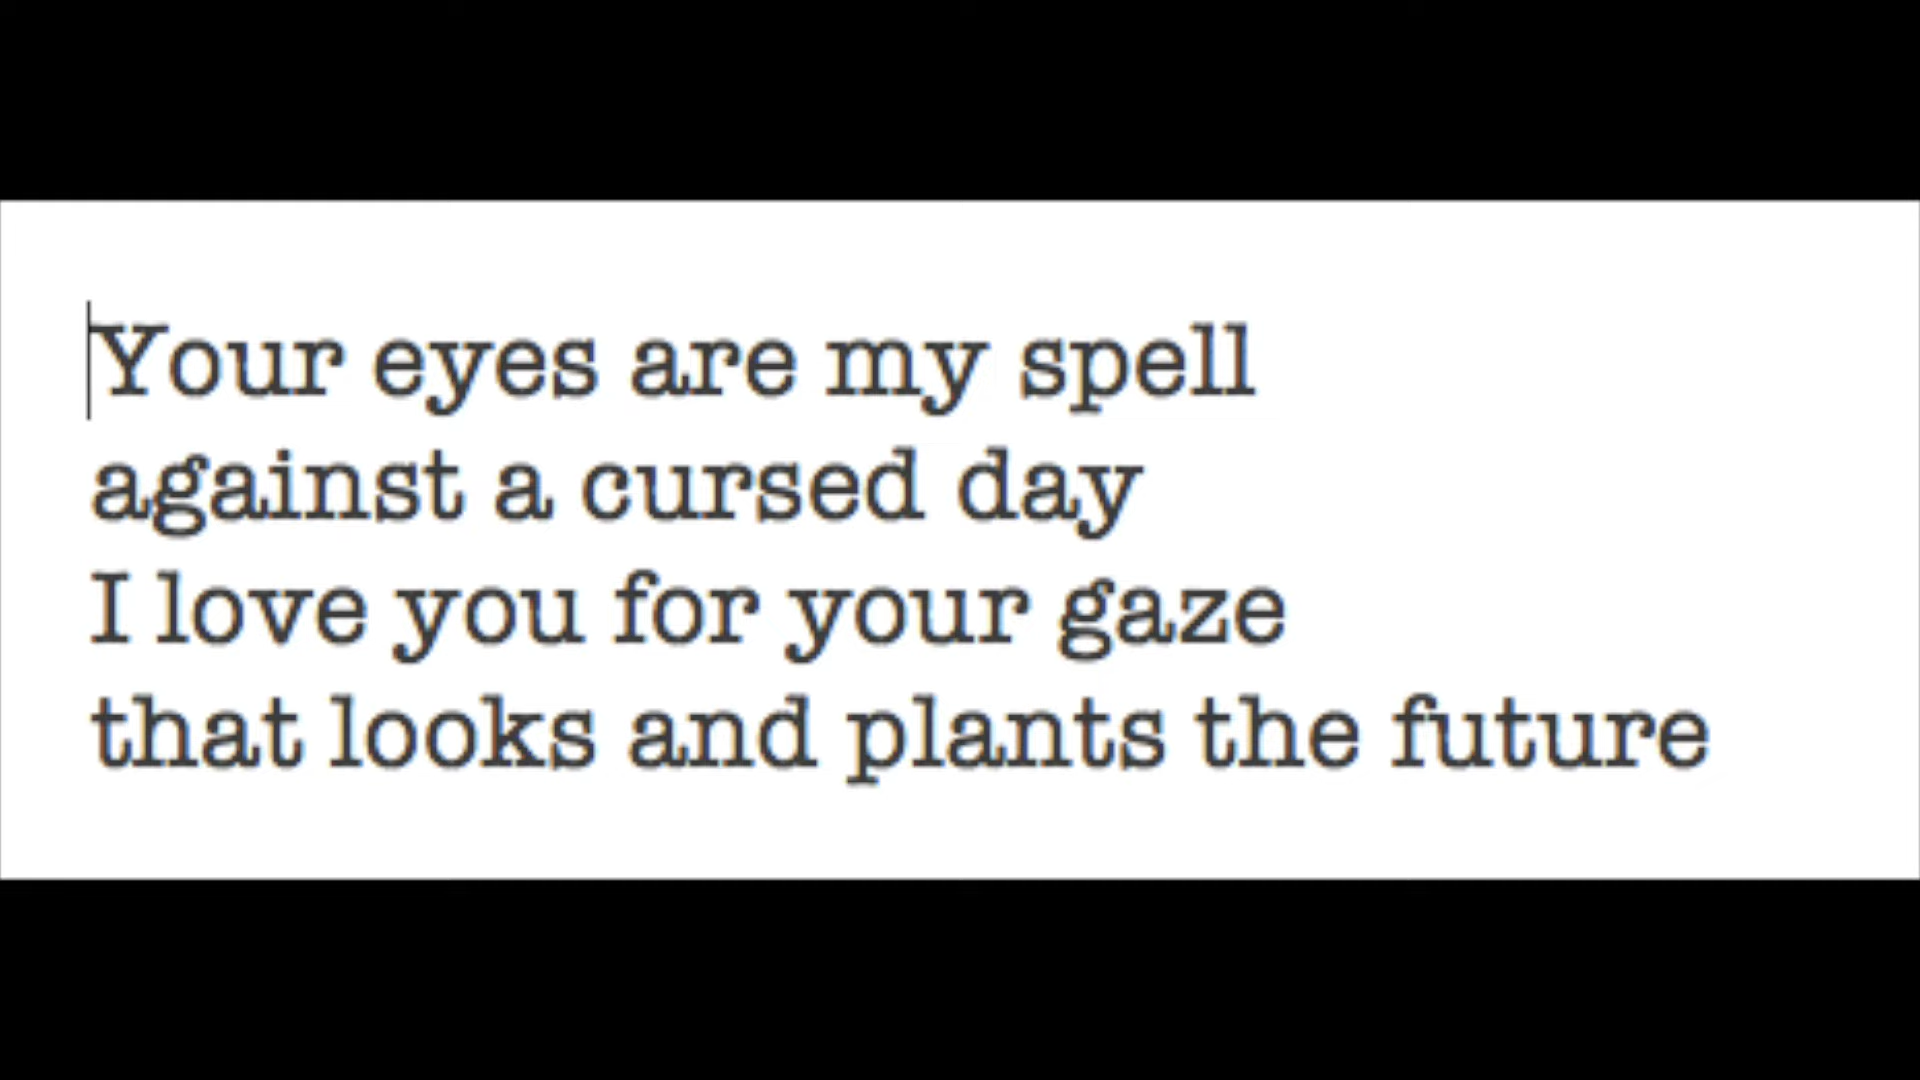 Your eyes are my spell
against a cursed day
I love you for your gaze
that looks and plants the future